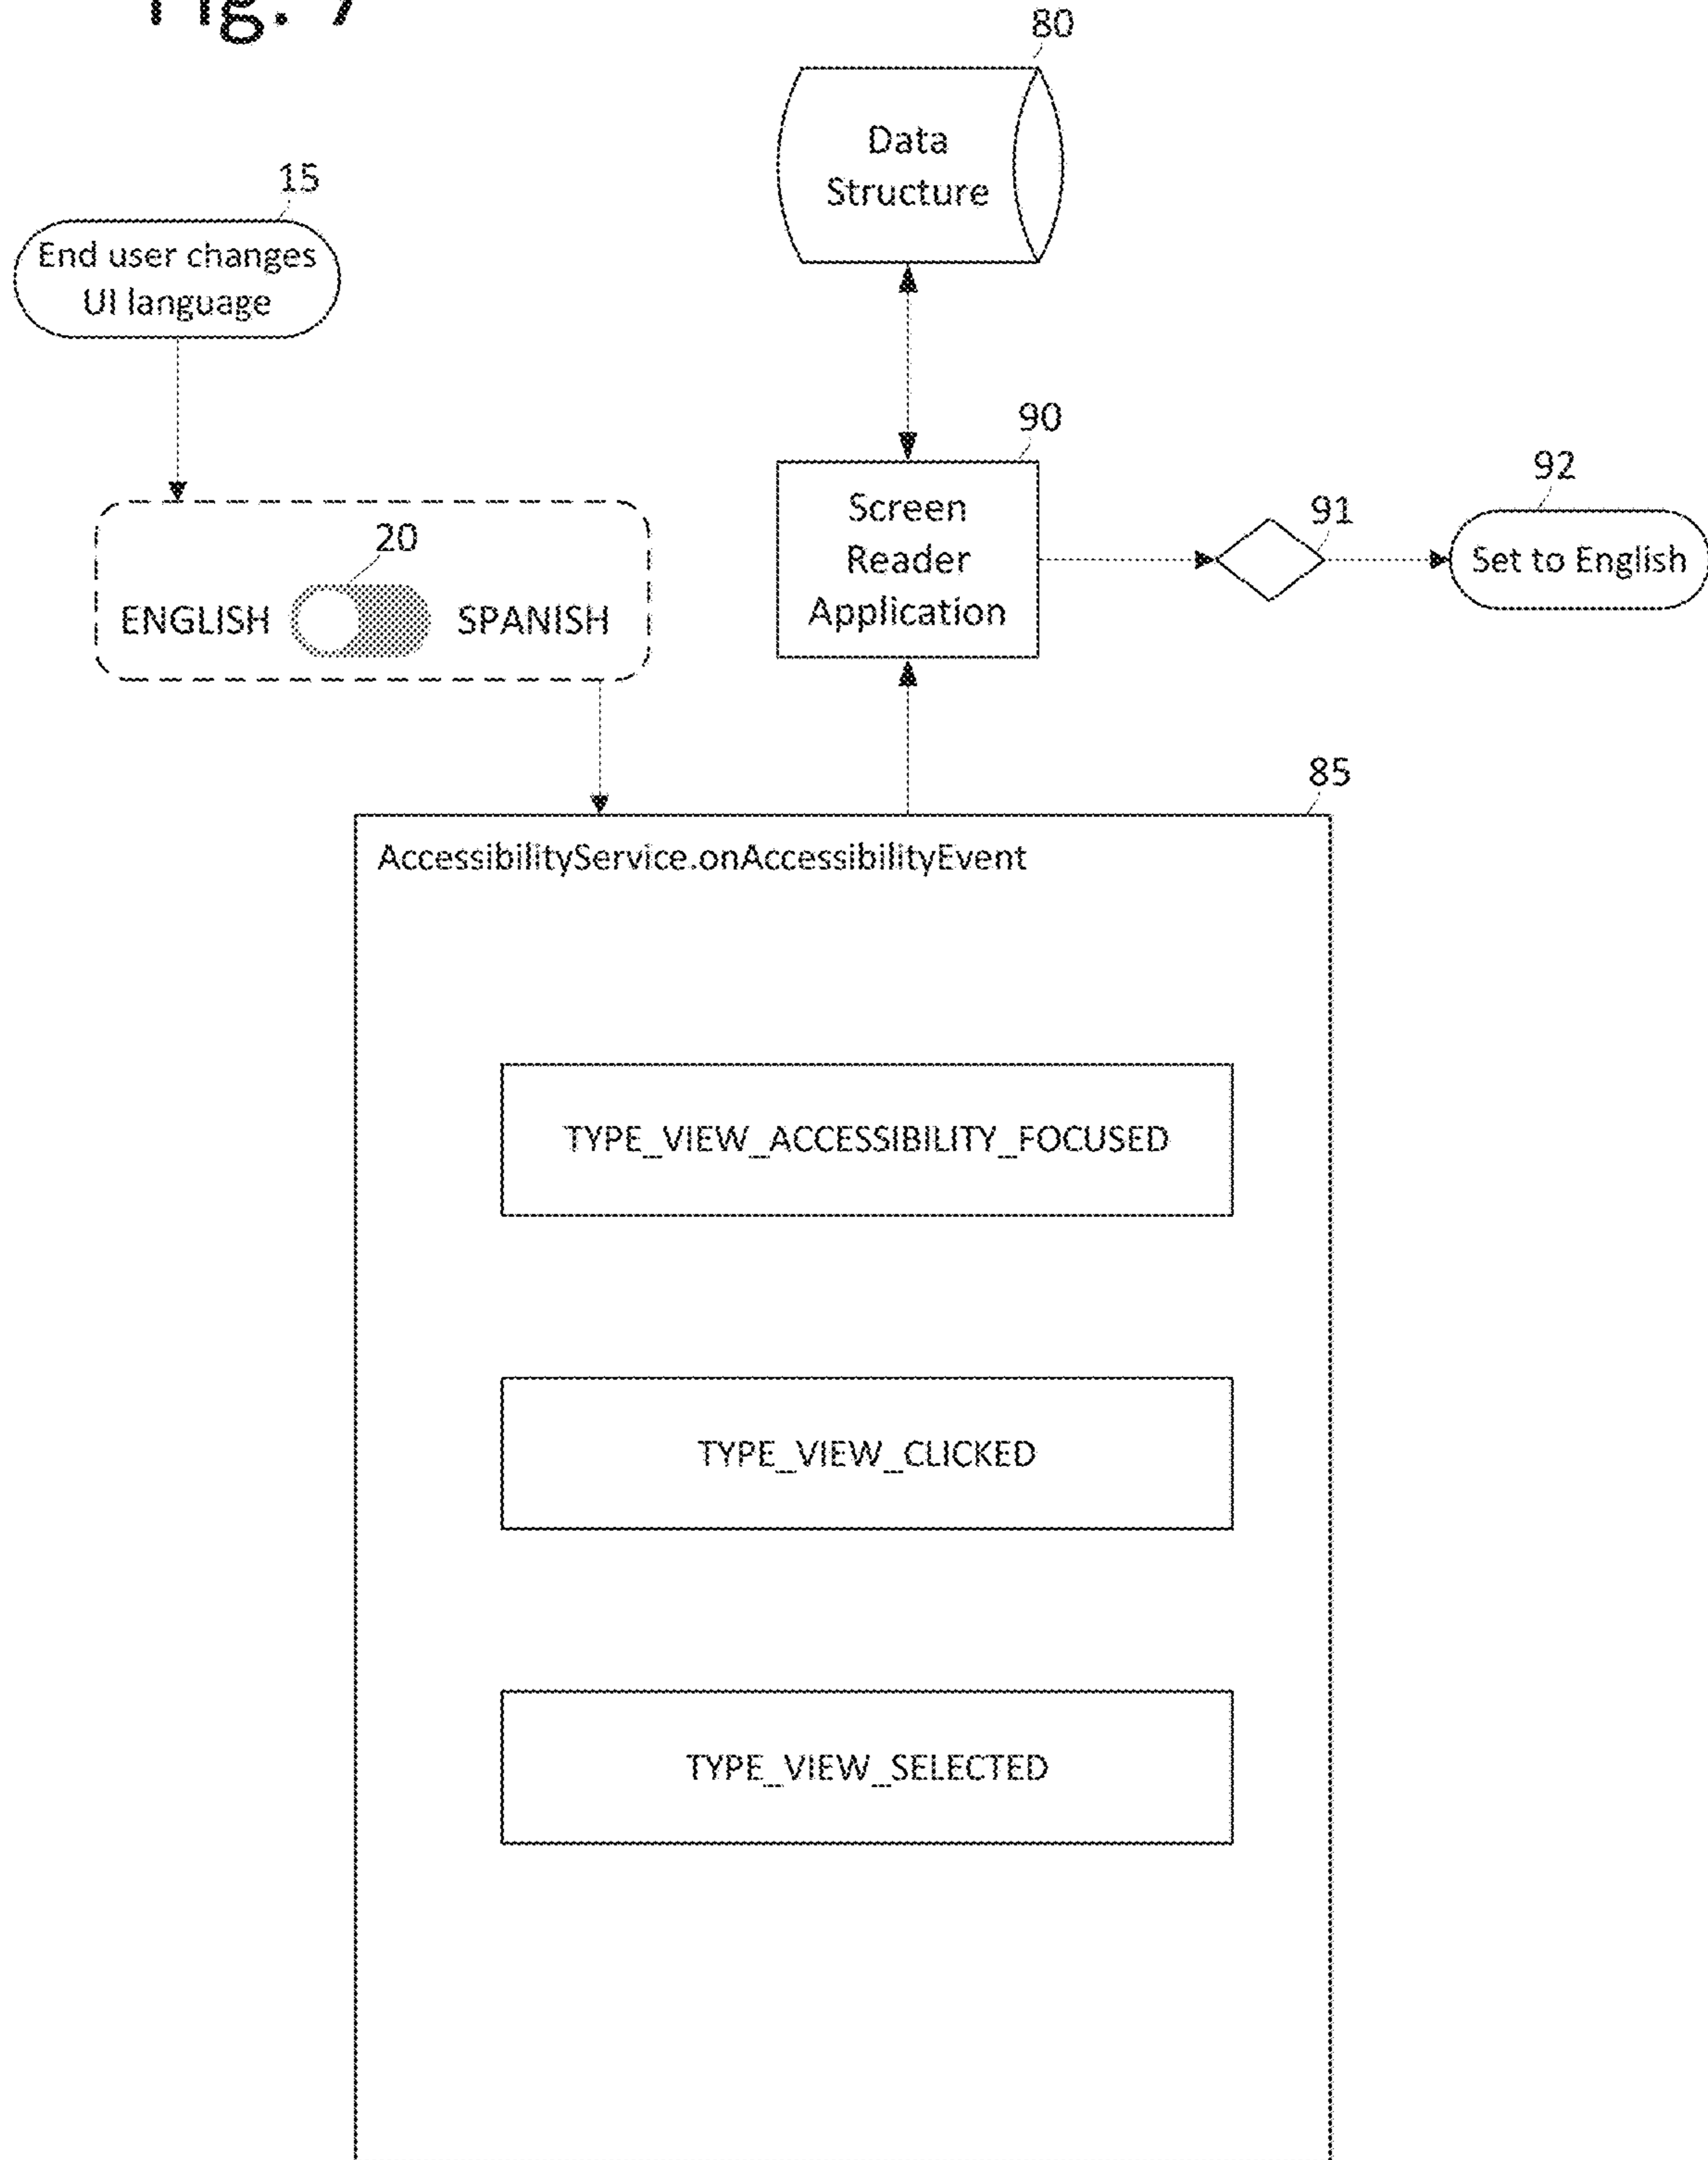 Fig. 7
80
Data
Structure
15
End user changes
UI language
90
Screen
Reader
Application
91
92
Set to English
20
ENGLISH
SPANISH
85
AccessibilityService.onAccessibilityEvent
TYPE_VIEW_ACCESSIBILITY_FOCUSED
TYPE_VIEW_CLICKED
TYPE_VIEW_SELECTED